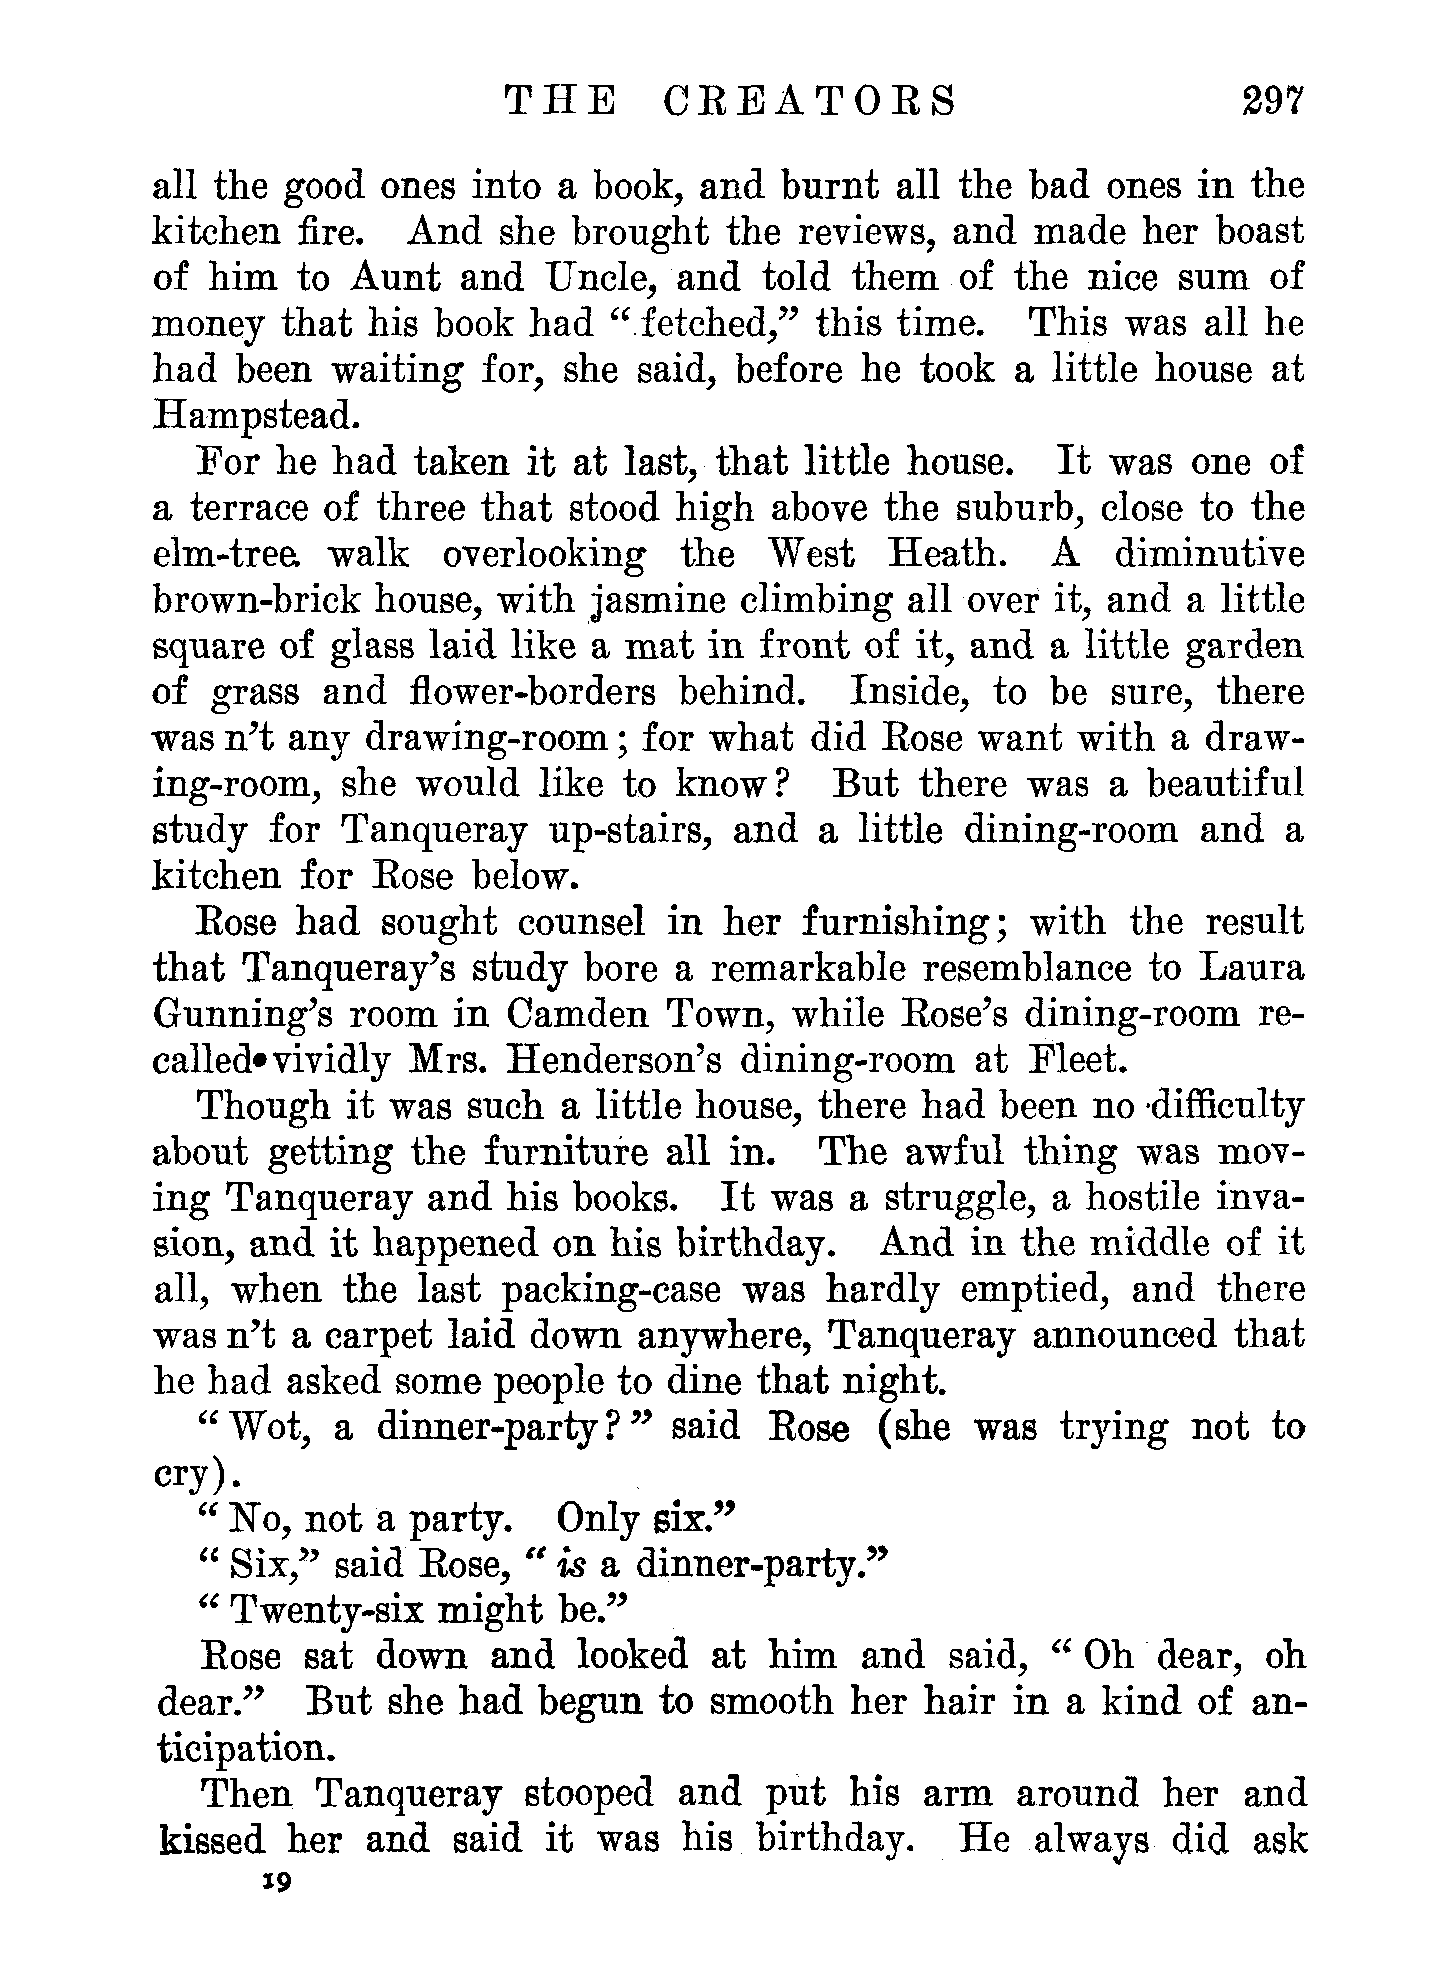 THE CREATORS 297
all the good ones into a book, and burnt all the bad ones in the
kitchen fire. And she brought the reviews, and made her boast
of him to Aunt and Uncle, and told them of the nice sum of
money that his book had “fetched,” this time. This was all he
had been waiting for, she said, before he took a little house at
Hampstead.
For he had taken it at last, that little house. It was one of
a terrace of three that stood high above the suburb, close to the
elm-tree walk overlooking the West Heath. A diminutive
brown-brick house, with jasmine climbing all over it, and a little
square of glass laid like a mat in front of it, and a little garden
of grass and flower-borders behind. Inside, to be sure, there
was n’t any drawing-room; for what did Rose want with a draw-
ing-room, she would like to know? But there was a beautiful
study for Tanqueray up-stairs, and a little dining-room and a
kitchen for Rose below.
Rose had sought counsel in her furnishing; with the result
that Tanqueray’s study bore a remarkable resemblance to Laura
Gunning’s room in Camden Town, while Rose’s dining-room re-
called vividly Mrs. Henderson’s dining-room at Fleet.
Though it was such a little house, there had been no difficulty
about getting the furniture all in. The awful thing was mov-
ing Tanqueray and his books. It was a struggle, a hostile inva-
sion, and it happened on his birthday. And in the middle of it
all, when the last packing-case was hardly emptied, and there
was n’t a carpet laid down anywhere, Tanqueray announced that
he had asked some people to dine that night.
“Wot, a dinner-party?” said Rose (she was trying not to
cry).
“No, not a party. Only six.”
“Six,” said Rose, “is a dinner-party.”
“Twenty-six might be.”
Rose sat down and looked at him and said, “Oh dear, oh
dear.” But she had begun to smooth her hair in a kind of an-
ticipation.
Then Tanqueray stooped and put his arm around her and
kissed her and said it was his birthday. He always did ask
19